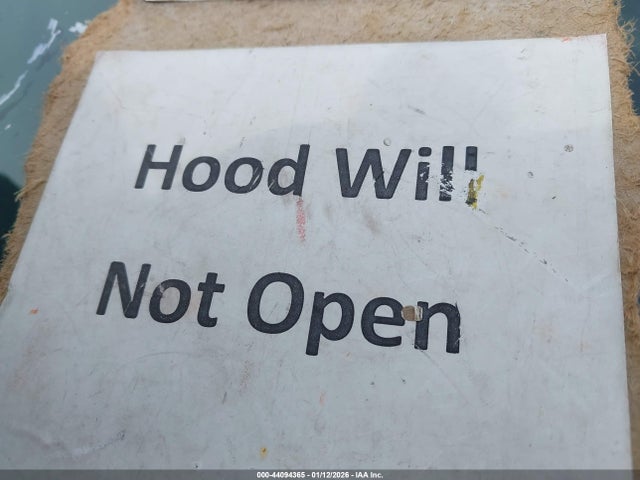 Hood Will
Not Open
000-44094365 - 01/12/2026 - IAA Inc.